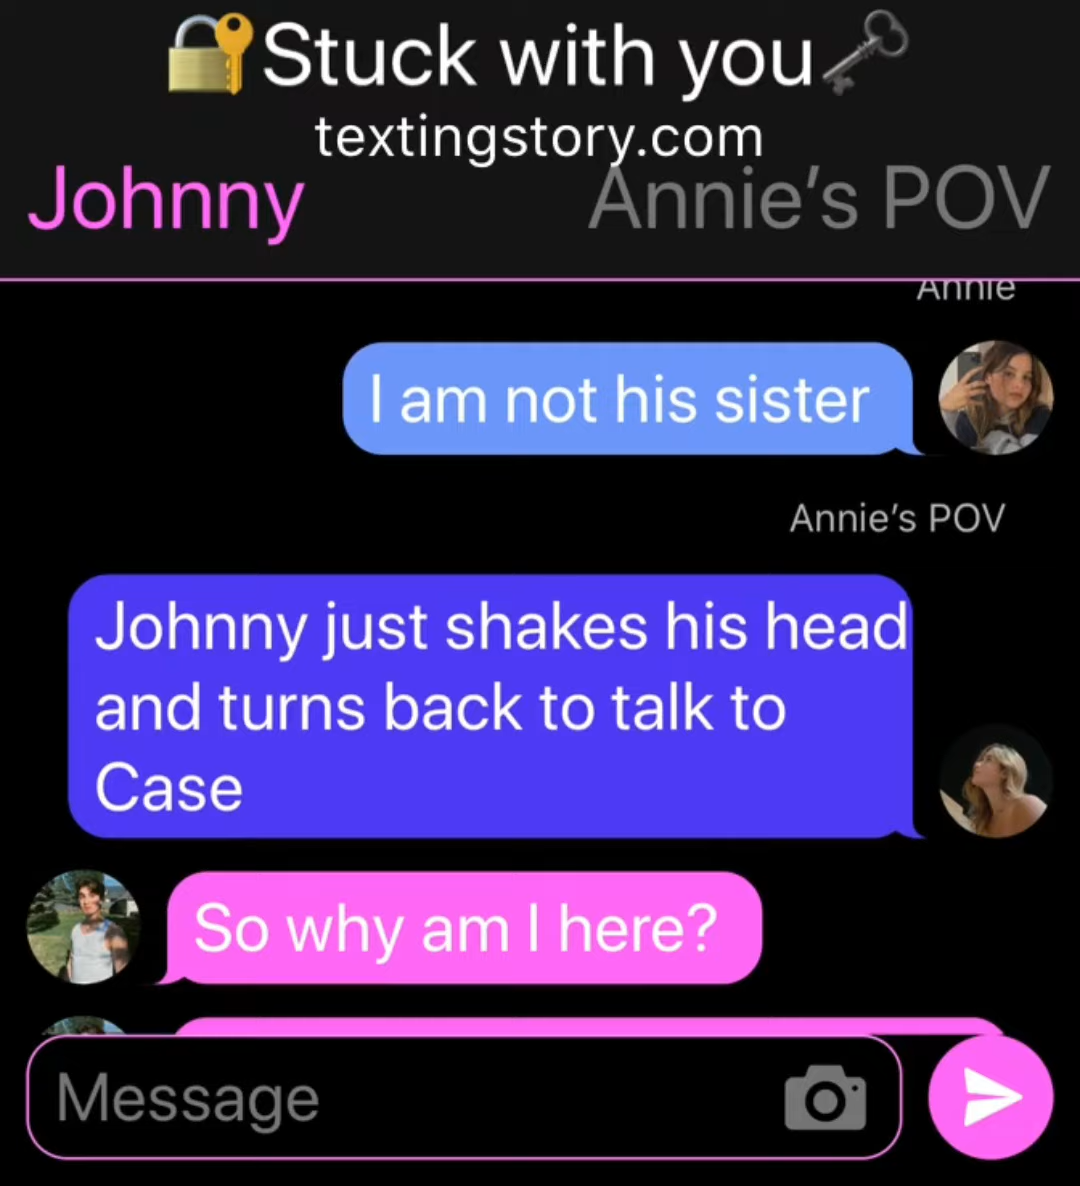 🔐Stuck with you🗝
textingstory.com
Johnny
Annie's POV
Annie
I am not his sister
Annie's POV
Johnny just shakes his head
and turns back to talk to
Case
So why am I here?
Message